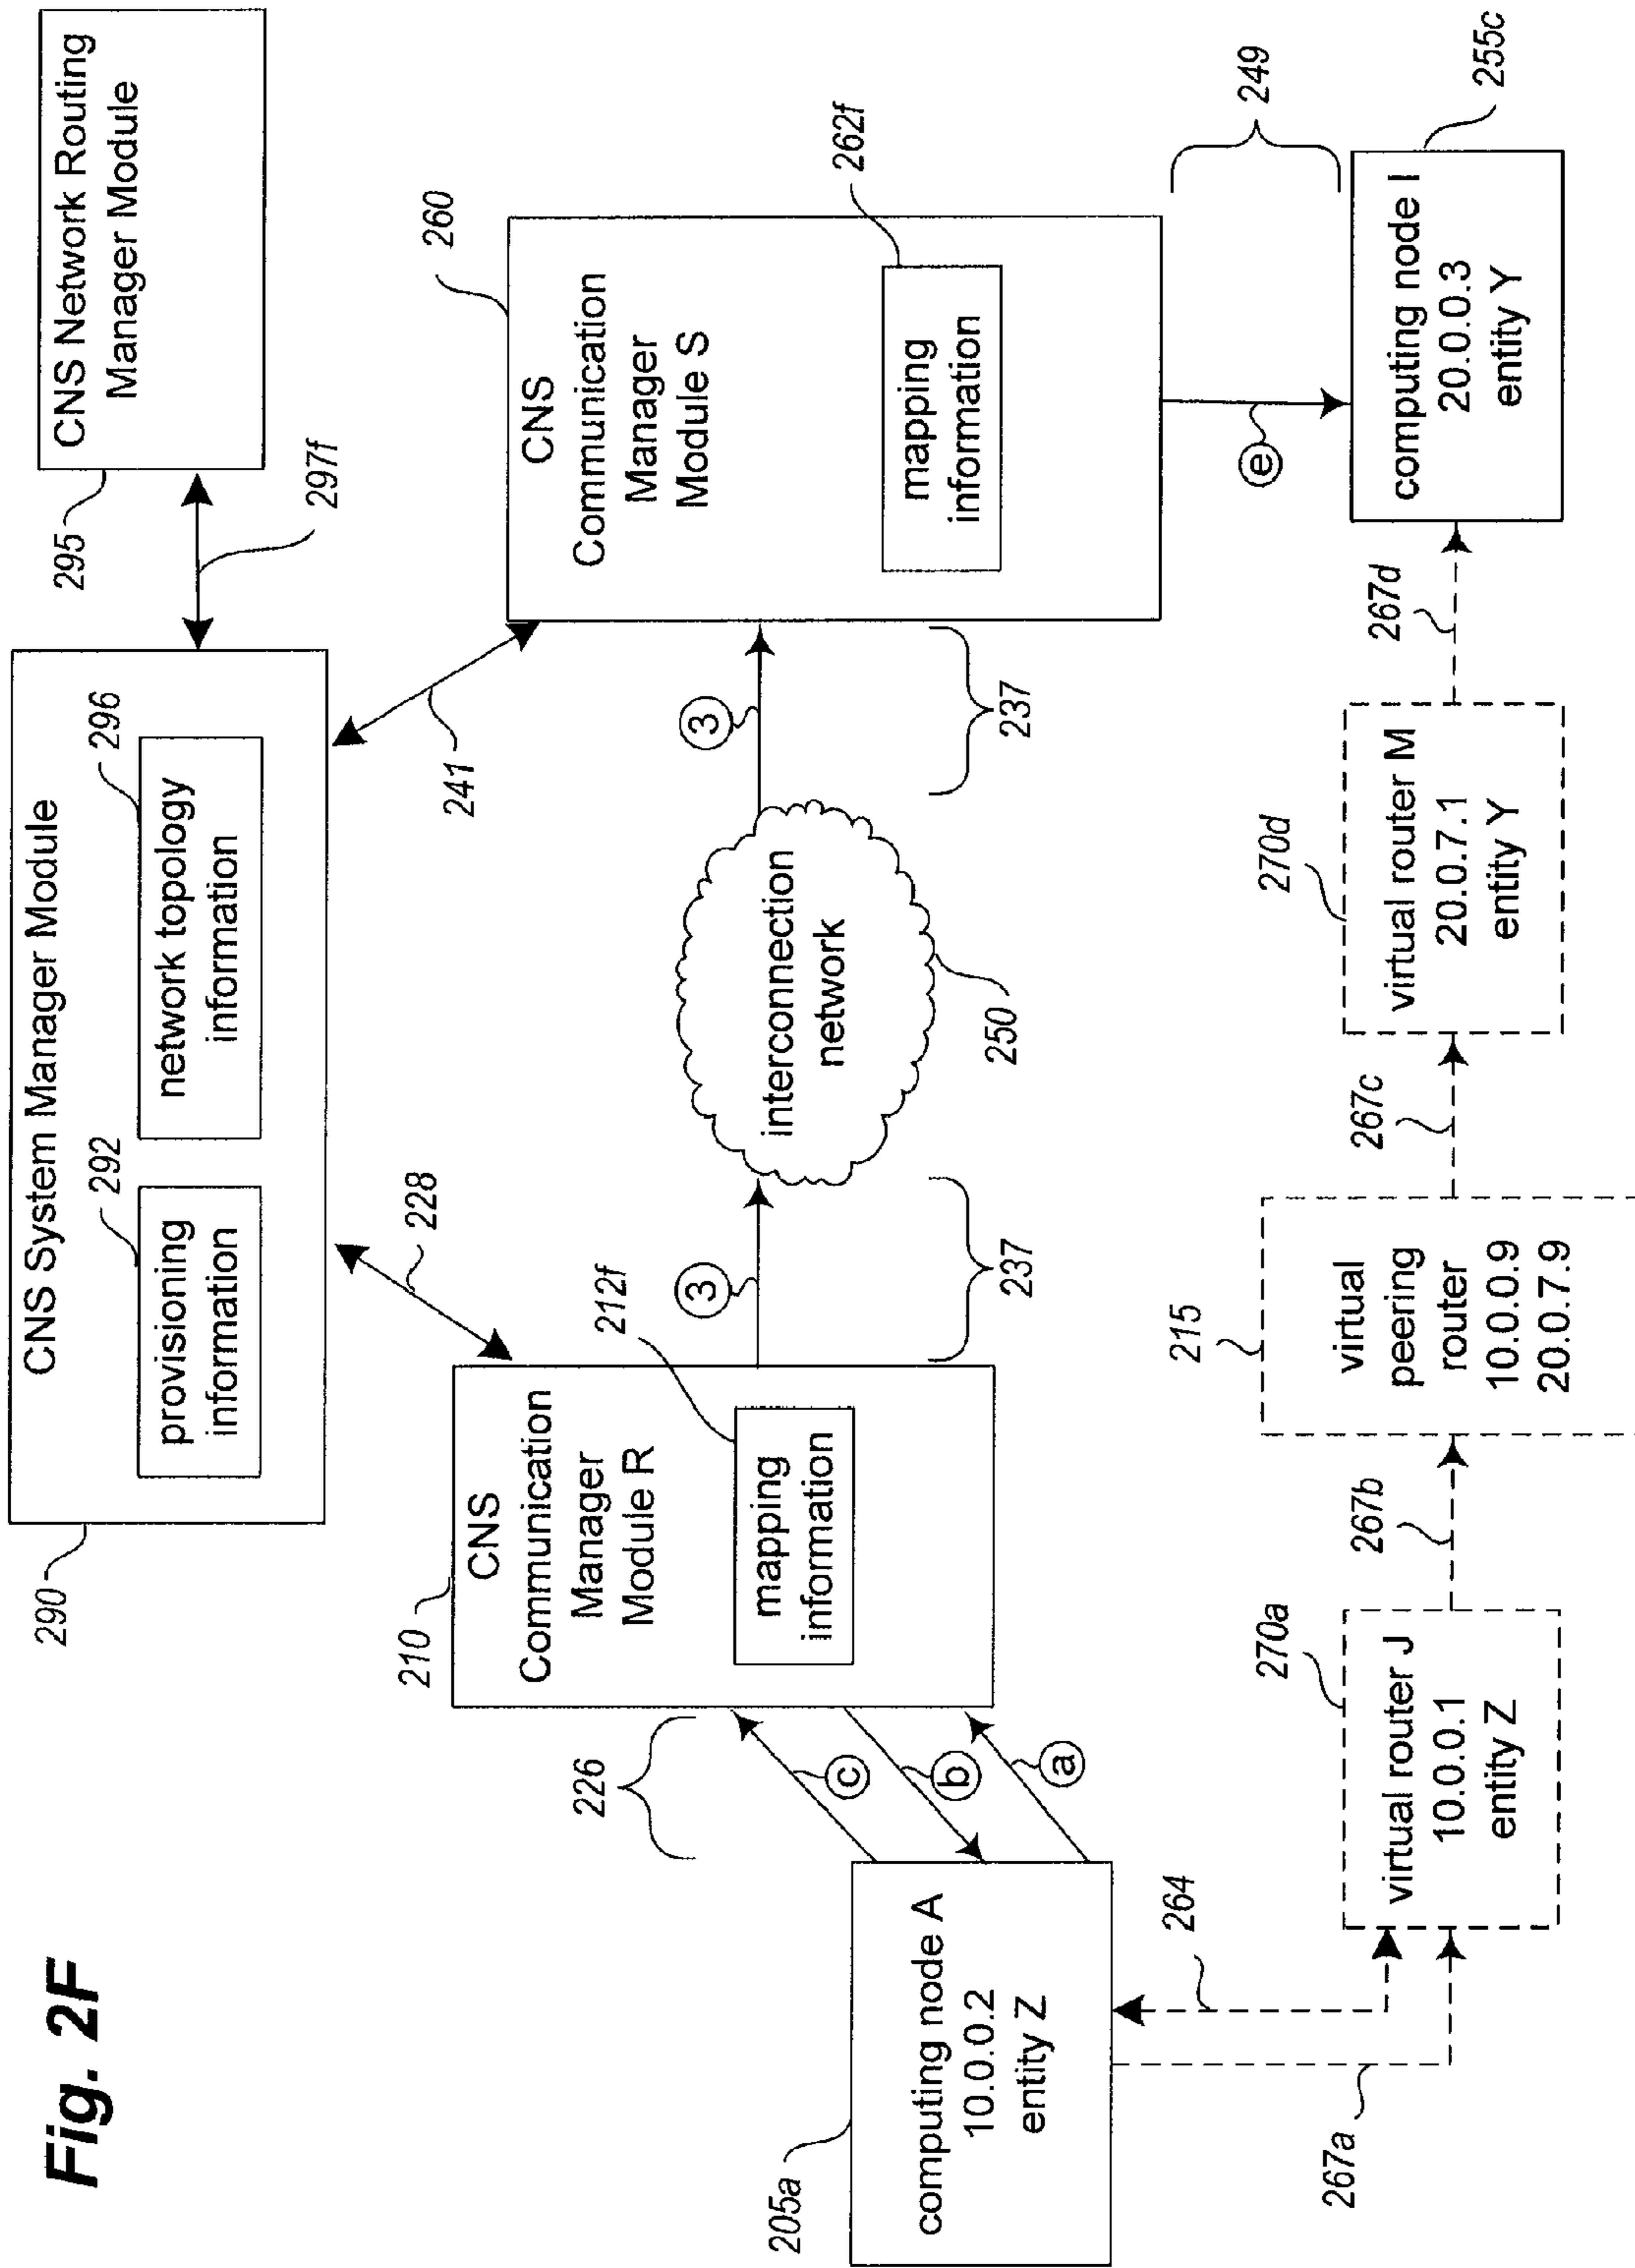 Fig. 2F
290
CNS System Manager Module
292
provisioning
information
296
network topology
information
295
CNS Network Routing
Manager Module
297f
228
241
210
CNS
Communication
Manager
Module R
212f
mapping
information
260
CNS
Communication
Manager
Module S
262f
mapping
information
3
3
237
237
interconnection
network
250
226
c
b
a
e
249
205a
computing node A
10.0.0.2
entity Z
255c
computing node I
20.0.0.3
entity Y
264
267a
270a
virtual router J
10.0.0.1
entity Z
267b
215
virtual
peering
router
10.0.0.9
20.0.7.9
267c
270d
virtual router M
20.0.7.1
entity Y
267d